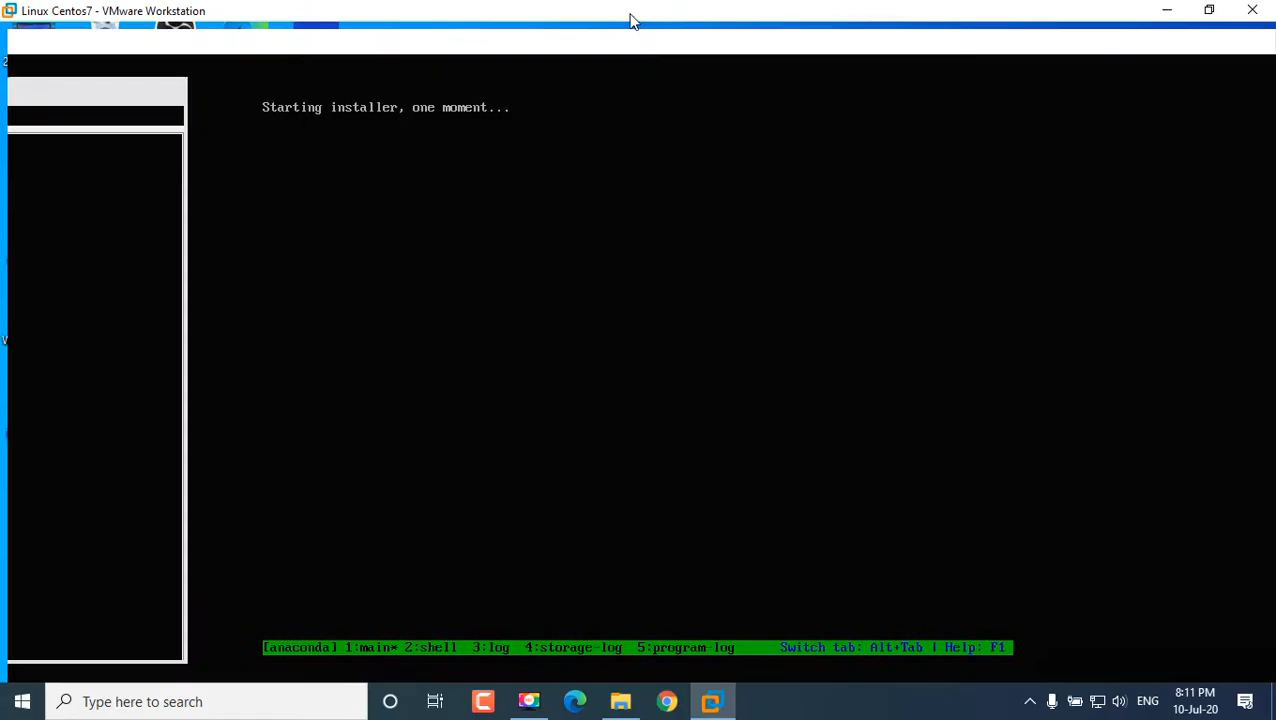 Linux Centos7 - VMware Workstation
2
Starting installer, one moment...
[anaconda] 1:main* 2:shell 3:log 4:storage-log 5:program-log Switch tab: Alt+Tab | Help: F1
Type here to search
ENG
8:11 PM
10-Jul-20